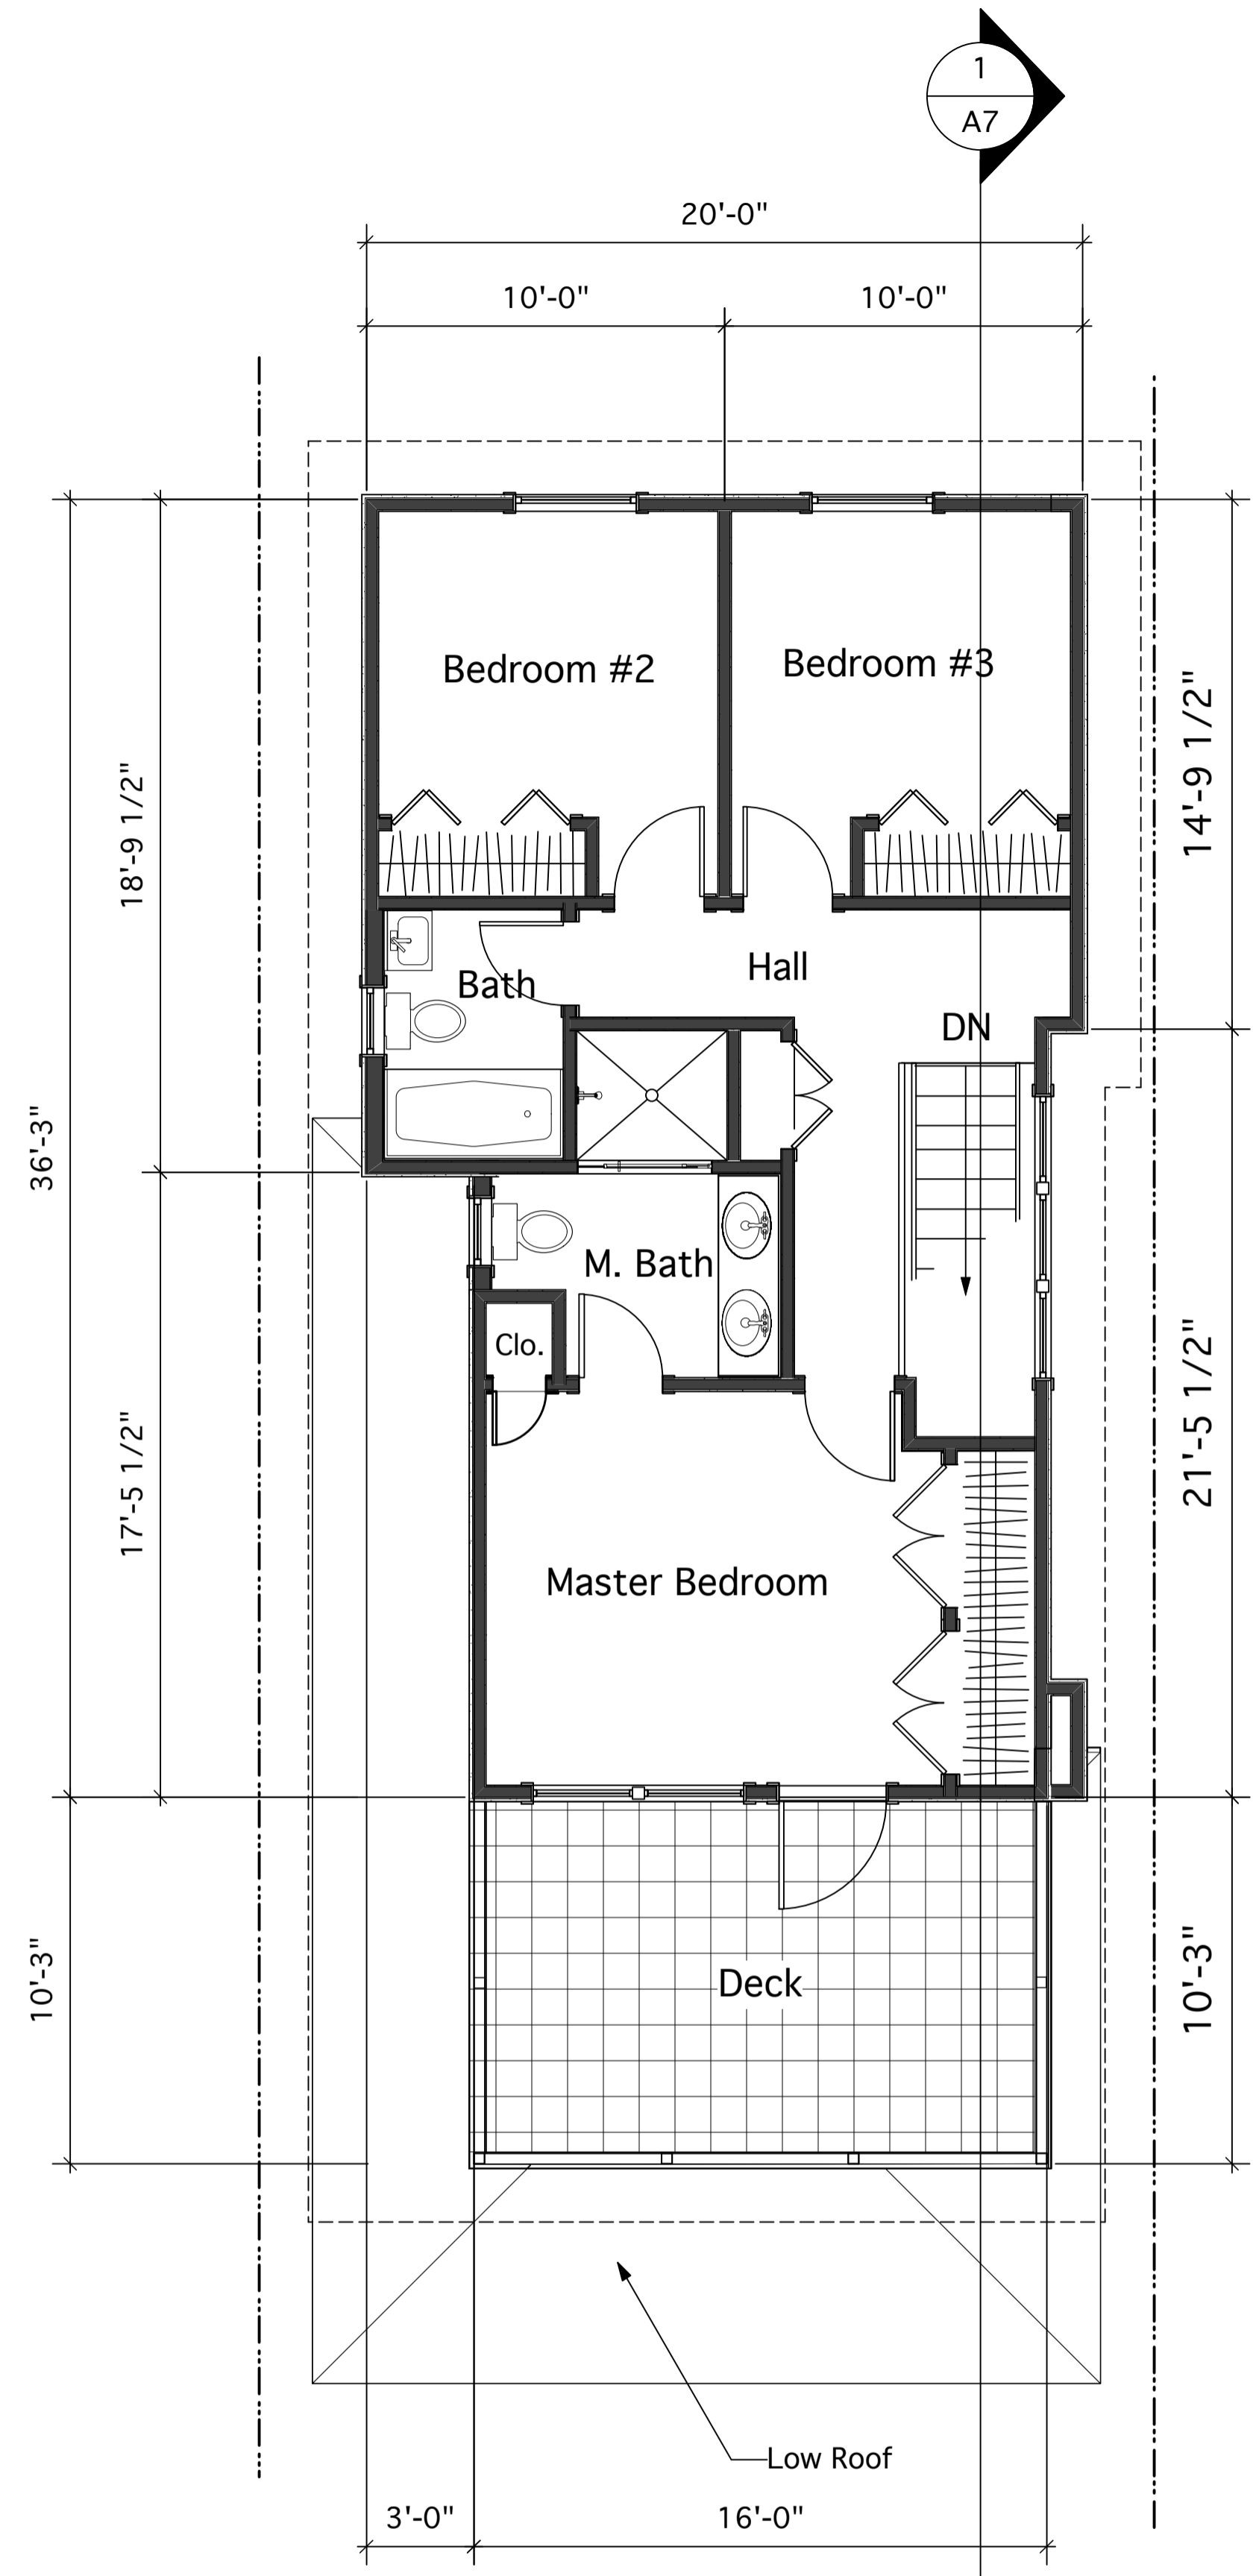 1
A7
20'-0"
10'-0"
10'-0"
Bedroom #2
Bedroom #3
14'-9 1/2"
18'-9 1/2"
Hall
Bath
DN
36'-3"
M. Bath
Clo.
21'-5 1/2"
17'-5 1/2"
Master Bedroom
10'-3"
Deck
10'-3"
Low Roof
3'-0"
16'-0"